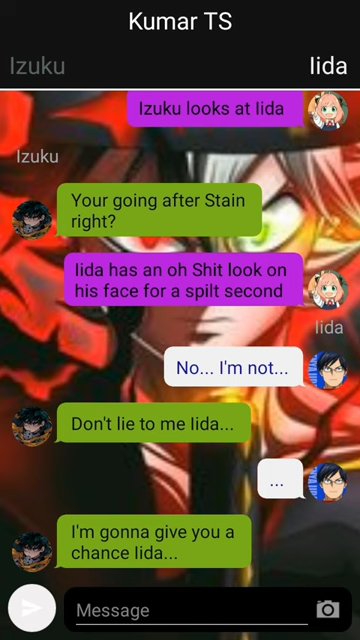 Kumar TS
Izuku
Iida
Izuku looks at Iida
Izuku
Your going after Stain
right?
Iida has an oh Shit look on
his face for a spilt second
Iida
No... I'm not...
Don't lie to me Iida...
...
I'm gonna give you a
chance Iida...
Message